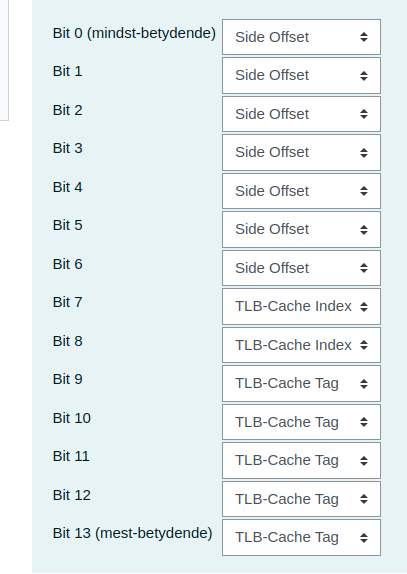 Bit 0 (mindst-betydende) Side Offset
Bit 1 Side Offset
Bit 2 Side Offset
Bit 3 Side Offset
Bit 4 Side Offset
Bit 5 Side Offset
Bit 6 Side Offset
Bit 7 TLB-Cache Index
Bit 8 TLB-Cache Index
Bit 9 TLB-Cache Tag
Bit 10 TLB-Cache Tag
Bit 11 TLB-Cache Tag
Bit 12 TLB-Cache Tag
Bit 13 (mest-betydende) TLB-Cache Tag